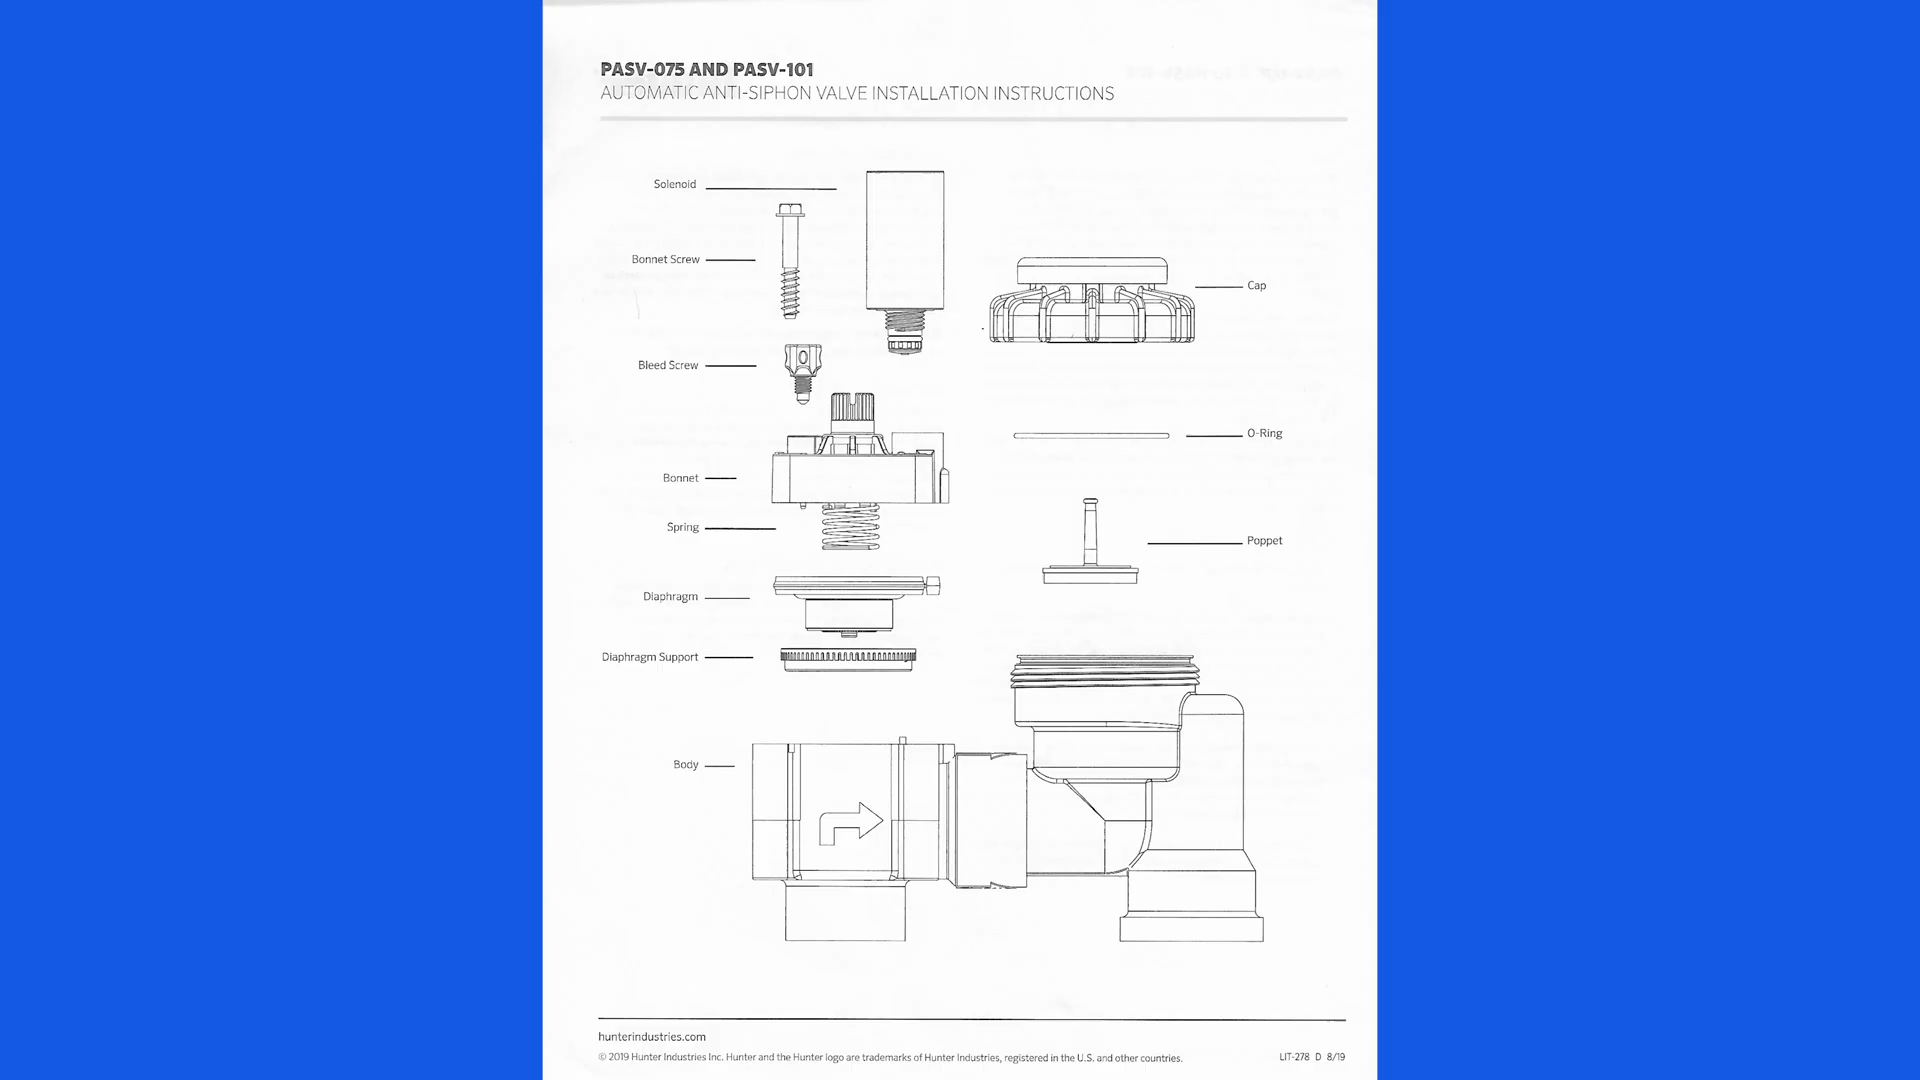 PASV-075 AND PASV-101
AUTOMATIC ANTI-SIPHON VALVE INSTALLATION INSTRUCTIONS
Solenoid
Bonnet Screw
Cap
Bleed Screw
O-Ring
Bonnet
Spring
Poppet
Diaphragm
Diaphragm Support
Body
hunterindustries.com
© 2019 Hunter Industries Inc. Hunter and the Hunter logo are trademarks of Hunter Industries, registered in the U.S. and other countries.
LIT-278 D 8/19